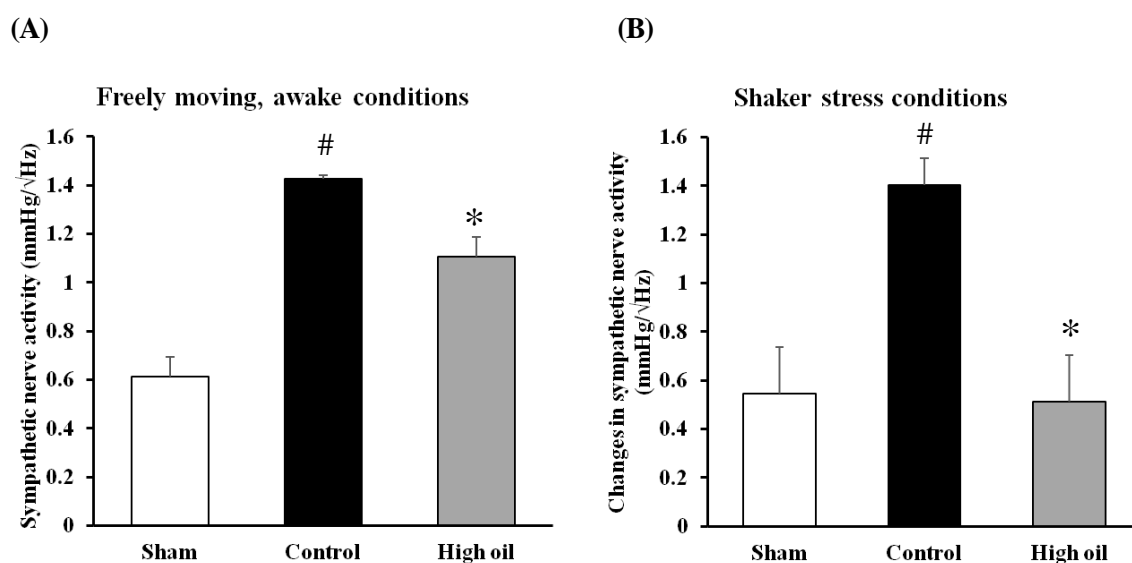 (A)
Freely moving, awake conditions
Sympathetic nerve activity (mmHg/√Hz)
1.6
1.4
1.2
1
0.8
0.6
0.4
0.2
0
#
*
Sham
Control
High oil
(B)
Shaker stress conditions
Changes in sympathetic nerve activity
(mmHg/√Hz)
1.6
1.4
1.2
1
0.8
0.6
0.4
0.2
0
#
*
Sham
Control
High oil